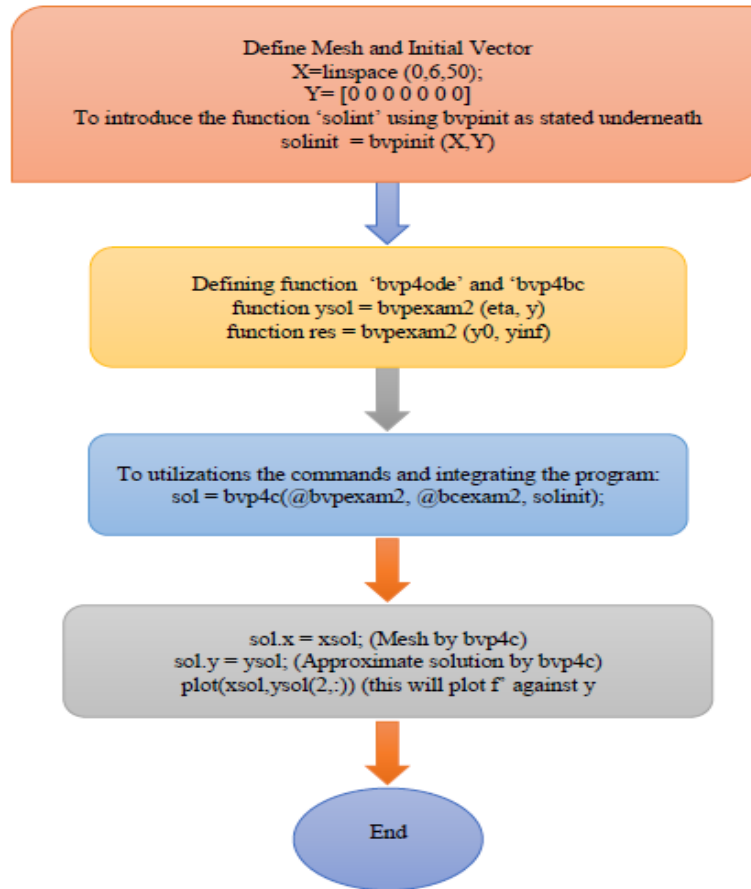 Define Mesh and Initial Vector
X=linspace (0,6,50);
Y= [0 0 0 0 0 0 0]
To introduce the function ‘solint’ using bvpinit as stated underneath
solinit = bvpinit (X,Y)
Defining function ‘bvp4ode’ and ‘bvp4bc
function ysol = bvpexam2 (eta, y)
function res = bvpexam2 (y0, yinf)
To utilizations the commands and integrating the program:
sol = bvp4c(@bvpexam2, @bcexam2, solinit);
sol.x = xsol; (Mesh by bvp4c)
sol.y = ysol; (Approximate solution by bvp4c)
plot(xsol,ysol(2,:)) (this will plot f’ against y
End